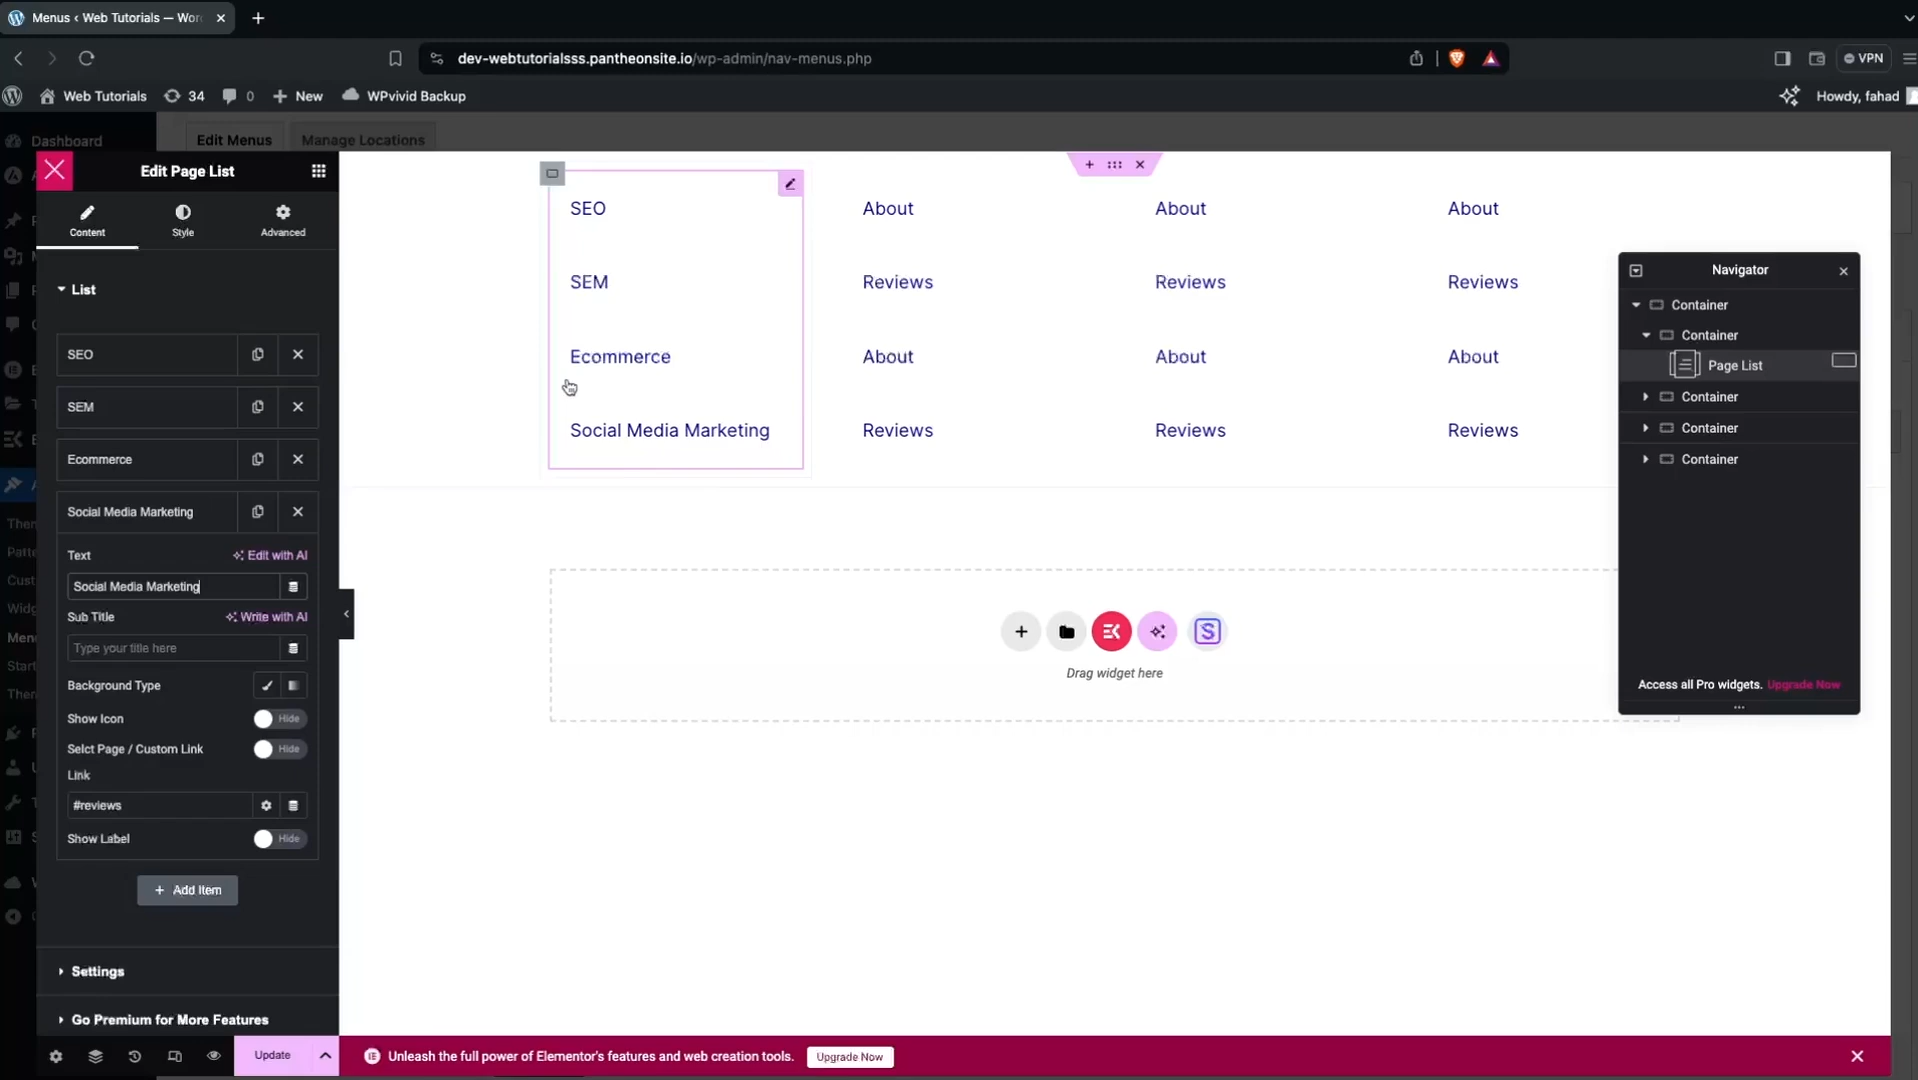 Menus ‹ Web Tutorials — Wor
dev-webtutorialsss.pantheonsite.io/wp-admin/nav-menus.php
VPN
Web Tutorials
34
0
New
WPvivid Backup
Howdy, fahad
Dashboard
Edit Menus
Manage Locations
Edit Page List
Content
Style
Advanced
List
SEO
SEM
Ecommerce
Social Media Marketing
Text
Edit with AI
Social Media Marketing
Sub Title
Write with AI
Type your title here
Background Type
Show Icon
Hide
Selct Page / Custom Link
Hide
Link
#reviews
Show Label
Hide
+ Add Item
Settings
Go Premium for More Features
Update
SEO
About
About
About
SEM
Reviews
Reviews
Reviews
Ecommerce
About
About
About
Social Media Marketing
Reviews
Reviews
Reviews
Drag widget here
Navigator
Container
Container
Page List
Container
Container
Container
Access all Pro widgets. Upgrade Now
Unleash the full power of Elementor's features and web creation tools.
Upgrade Now